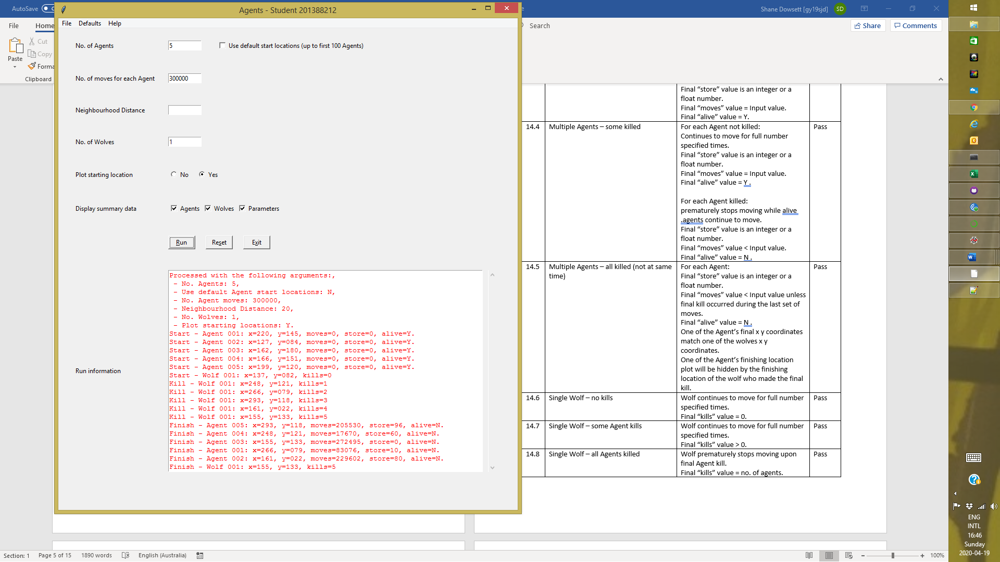 AutoSave
Agents - Student 201388212
Shane Dowsett [gy19sjd]
SD
File
Home
Search
Share
Comments
Paste
Cut
Copy
Forma
Clipboard
File Defaults Help
No. of Agents
5
Use default start locations (up to first 100 Agents)
No. of moves for each Agent
300000
Neighbourhood Distance
No. of Wolves
1
Plot starting location
No
Yes
Display summary data
Agents
Wolves
Parameters
Run
Reset
Exit
Run information
Processed with the following arguments:,
- No. Agents: 5,
- Use default Agent start locations: N,
- No. Agent moves: 300000,
- Neighbourhood Distance: 20,
- No. Wolves: 1,
- Plot starting locations: Y.
Start - Agent 001: x=220, y=145, moves=0, store=0, alive=Y.
Start - Agent 002: x=127, y=084, moves=0, store=0, alive=Y.
Start - Agent 003: x=162, y=180, moves=0, store=0, alive=Y.
Start - Agent 004: x=166, y=151, moves=0, store=0, alive=Y.
Start - Agent 005: x=199, y=120, moves=0, store=0, alive=Y.
Start - Wolf 001: x=137, y=082, kills=0
Kill - Wolf 001: x=248, y=121, kills=1
Kill - Wolf 001: x=266, y=079, kills=2
Kill - Wolf 001: x=293, y=118, kills=3
Kill - Wolf 001: x=161, y=022, kills=4
Kill - Wolf 001: x=155, y=133, kills=5
Finish - Agent 005: x=293, y=118, moves=205530, store=96, alive=N.
Finish - Agent 004: x=248, y=121, moves=17670, store=60, alive=N.
Finish - Agent 003: x=155, y=133, moves=272495, store=0, alive=N.
Finish - Agent 001: x=266, y=079, moves=83076, store=10, alive=N.
Finish - Agent 002: x=161, y=022, moves=229602, store=80, alive=N.
Finish - Wolf 001: x=155, y=133, kills=5
Final “store” value is an integer or a
float number.
Final “moves” value = Input value.
Final “alive” value = Y.
14.4
Multiple Agents – some killed
For each Agent not killed:
Continues to move for full number
specified times.
Final “store” value is an integer or a
float number.
Final “moves” value = Input value.
Final “alive” value = Y .
For each Agent killed:
prematurely stops moving while alive
.agents continue to move.
Final “store” value is an integer or a
float number.
Final “moves” value < Input value.
Final “alive” value = N .
Pass
14.5
Multiple Agents – all killed (not at same
time)
For each Agent:
Final “store” value is an integer or a
float number.
Final “moves” value < Input value unless
final kill occurred during the last set of
moves.
Final “alive” value = N .
One of the Agent’s final x y coordinates
match one of the wolves x y
coordinates.
One of the Agent’s finishing location
plot will be hidden by the finishing
location of the wolf who made the final
kill.
Pass
14.6
Single Wolf – no kills
Wolf continues to move for full number
specified times.
Final “kills” value = 0.
Pass
14.7
Single Wolf – some Agent kills
Wolf continues to move for full number
specified times.
Final “kills” value > 0.
Pass
14.8
Single Wolf – all Agents killed
Wolf prematurely stops moving upon
final Agent kill.
Final “kills” value = no. of agents.
Pass
Section: 1
Page 5 of 15
1890 words
English (Australia)
100%
ENG
INTL
16:46
Sunday
2020-04-19